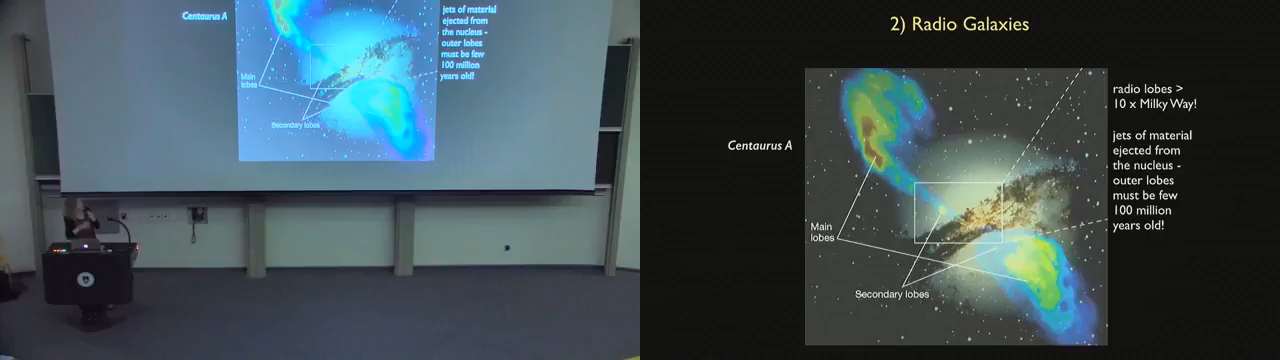 Centaurus A
jets of material
ejected from
the nucleus -
outer lobes
must be few
100 million
years old!
Main
lobes
Secondary lobes
2) Radio Galaxies
radio lobes >
10 x Milky Way!
Centaurus A
jets of material
ejected from
the nucleus -
outer lobes
must be few
100 million
years old!
Main
lobes
Secondary lobes